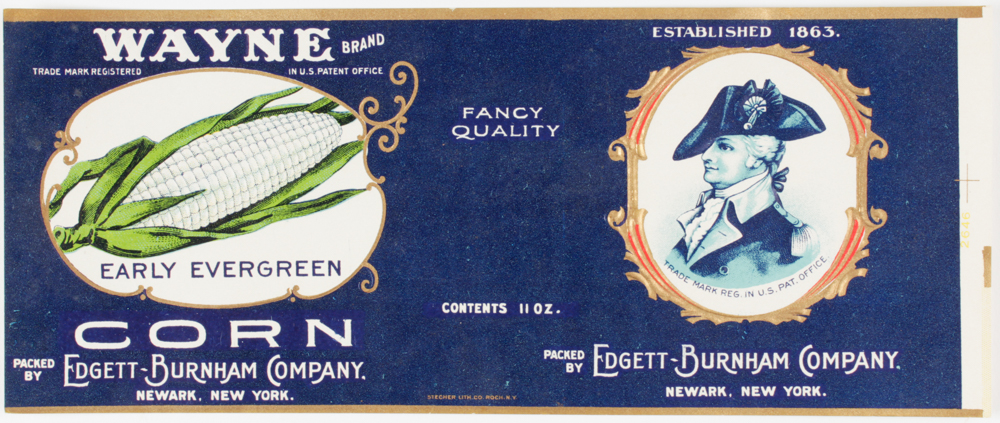 WAYNE BRAND
TRADE MARK REGISTERED IN U.S. PATENT OFFICE
EARLY EVERGREEN
CORN
PACKED BY EDGETT-BURNHAM COMPANY.
NEWARK, NEW YORK.
FANCY
QUALITY
CONTENTS 11 OZ.
STECHER LITH. CO. ROCH. N.Y.
ESTABLISHED 1863.
TRADE MARK REG. IN U.S. PAT. OFFICE.
PACKED BY EDGETT-BURNHAM COMPANY.
NEWARK, NEW YORK.